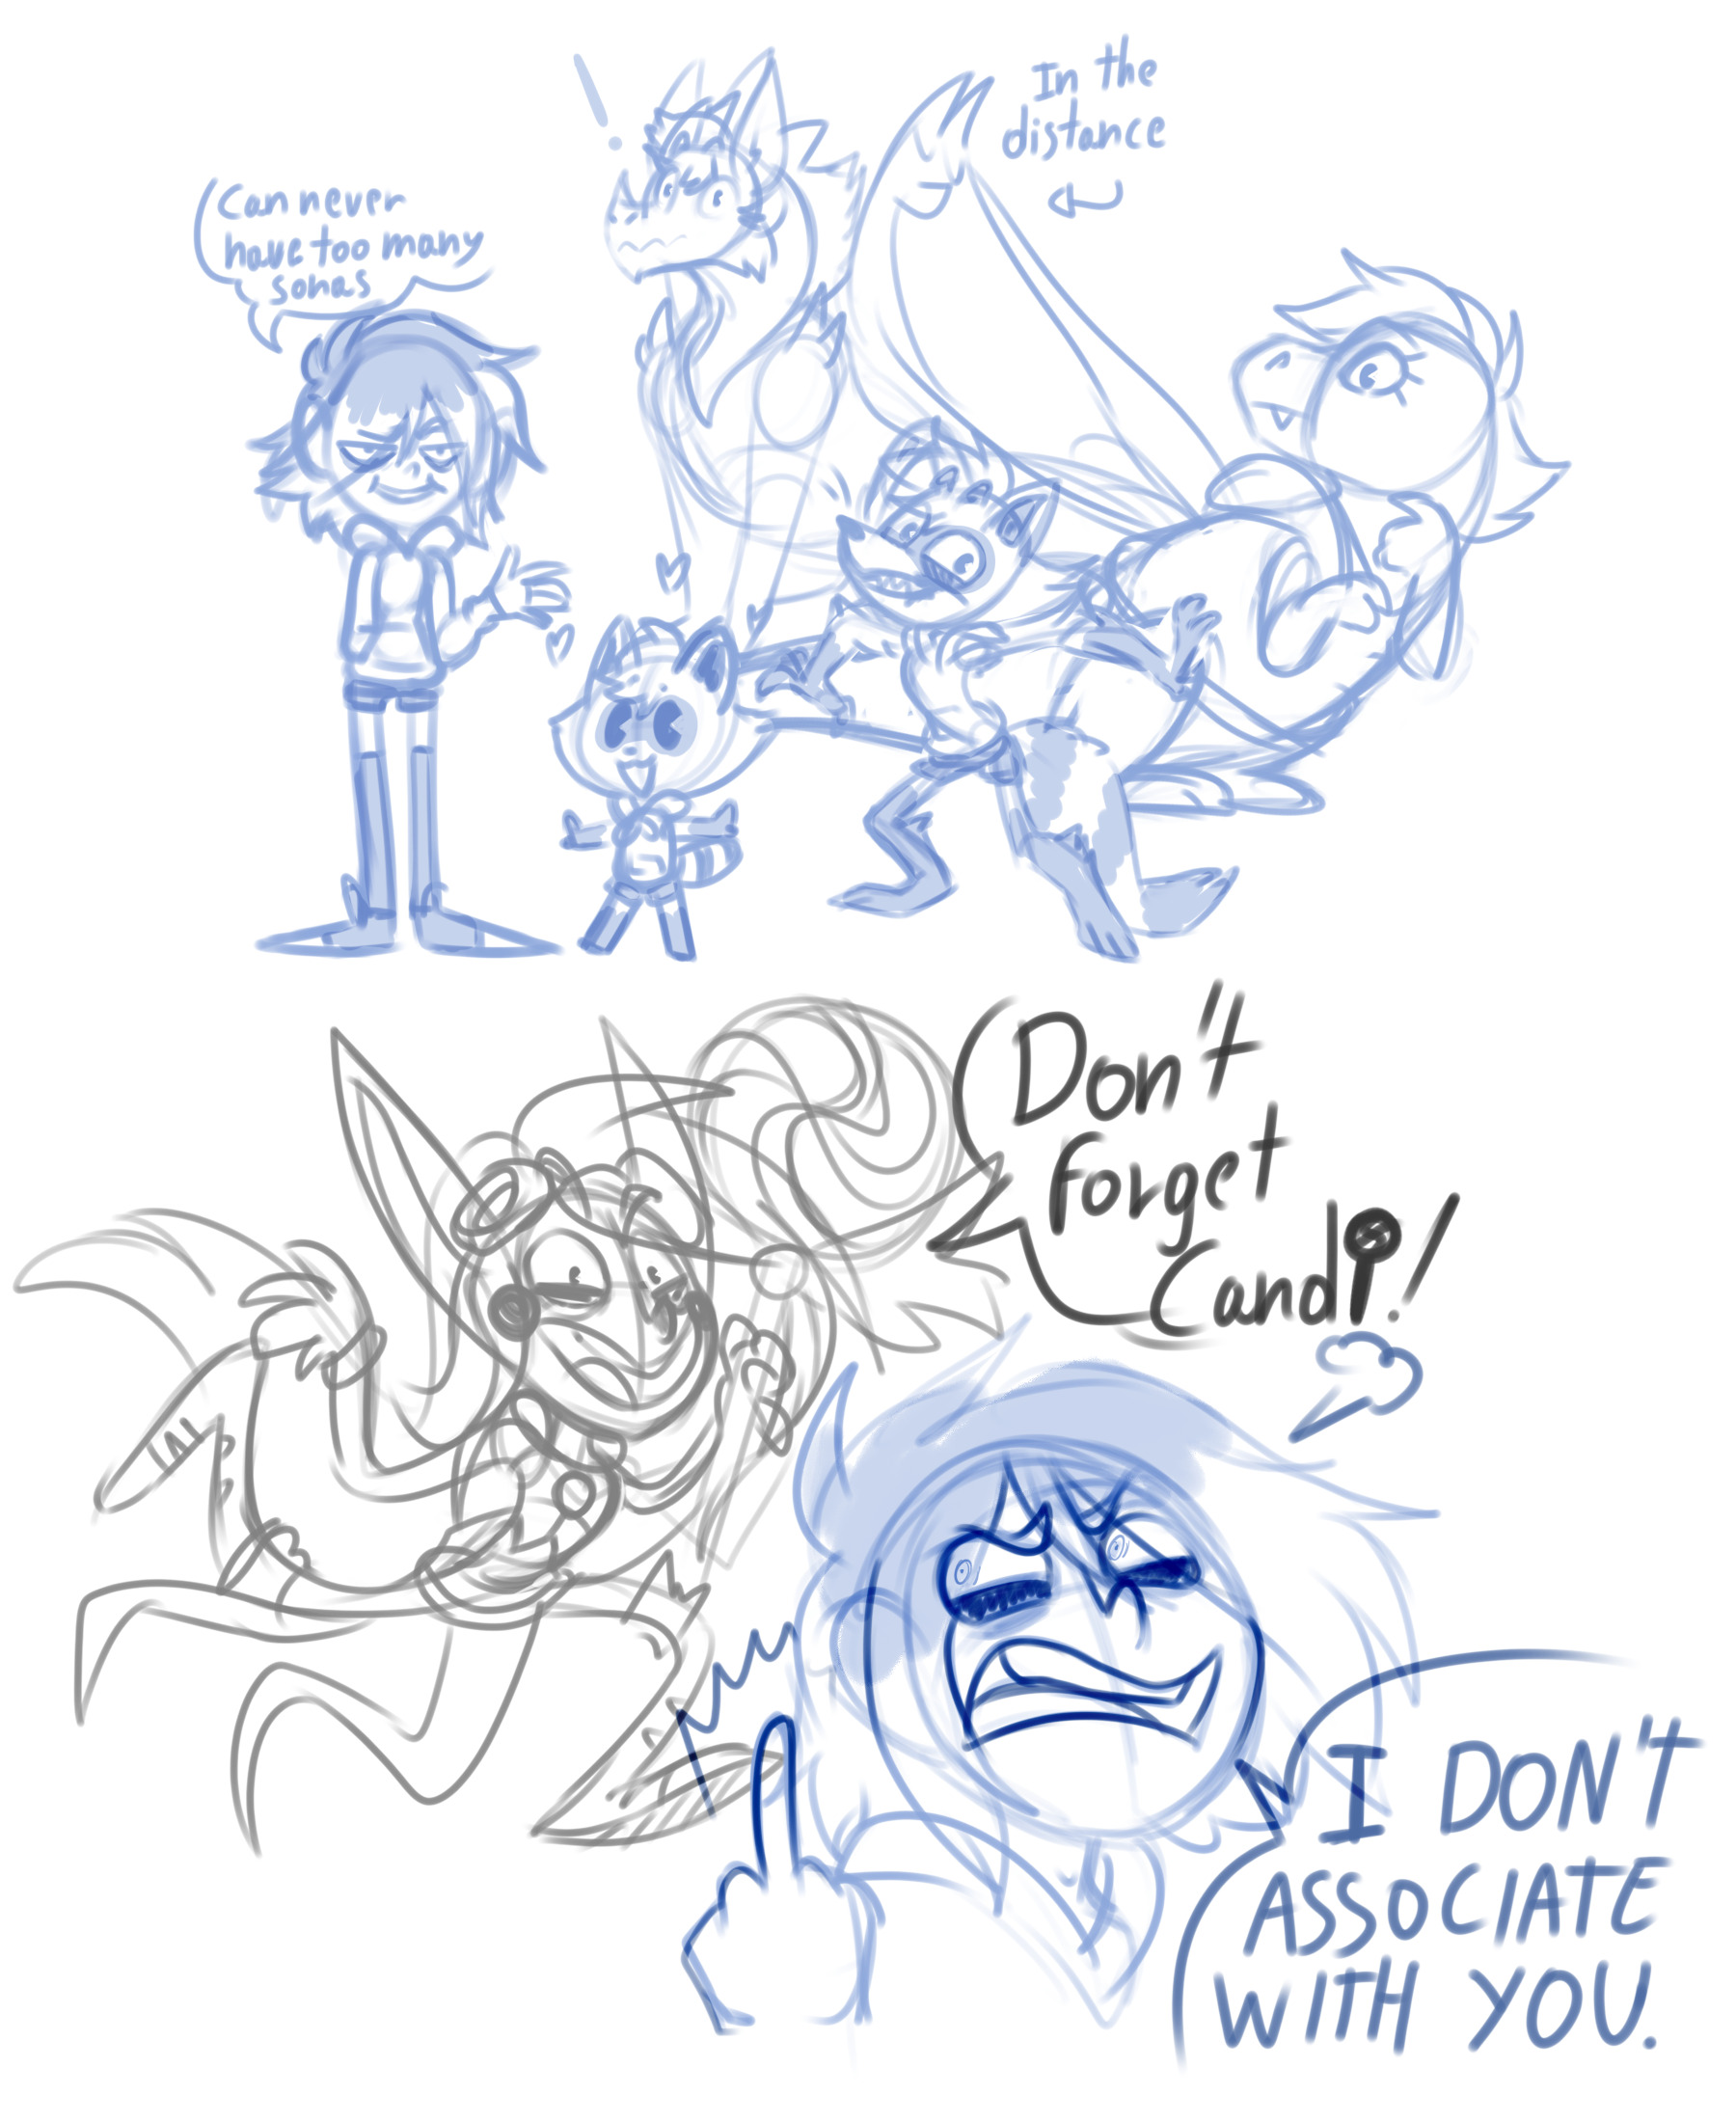 Can never
have too many
sonas
In the
distance
Don't
forget
Candi!
I DON'T
ASSOCIATE
WITH YOU.